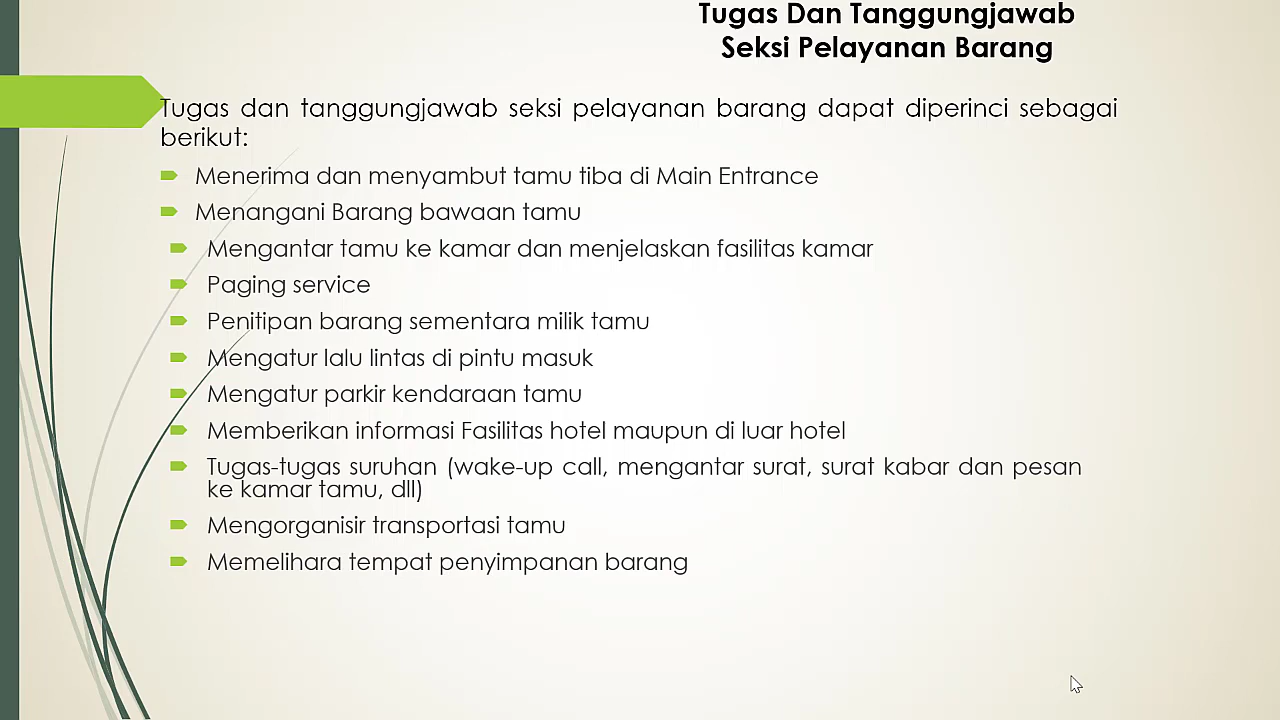 Tugas Dan Tanggungjawab
Seksi Pelayanan Barang
Tugas dan tanggungjawab seksi pelayanan barang dapat diperinci sebagai
berikut:
Menerima dan menyambut tamu tiba di Main Entrance
Menangani Barang bawaan tamu
Mengantar tamu ke kamar dan menjelaskan fasilitas kamar
Paging service
Penitipan barang sementara milik tamu
Mengatur lalu lintas di pintu masuk
Mengatur parkir kendaraan tamu
Memberikan informasi Fasilitas hotel maupun di luar hotel
Tugas-tugas suruhan (wake-up call, mengantar surat, surat kabar dan pesan
ke kamar tamu, dll)
Mengorganisir transportasi tamu
Memelihara tempat penyimpanan barang